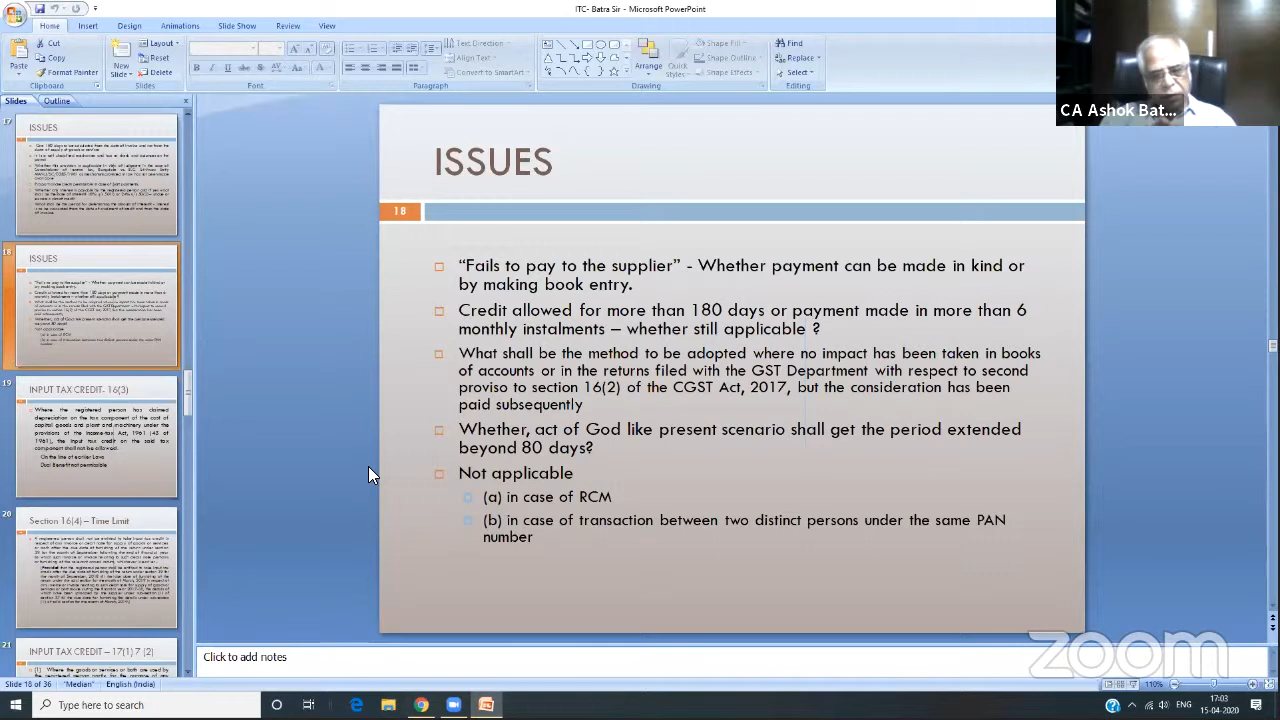 ITC- Batra Sir - Microsoft PowerPoint
Home Insert Design Animations Slide Show Review View
Paste
Cut
Copy
Format Painter
Clipboard
New Slide
Layout
Reset
Delete
Slides
Font
Text Direction
Align Text
Convert to SmartArt
Paragraph
Arrange
Quick Styles
Shape Fill
Shape Outline
Shape Effects
Drawing
Find
Replace
Select
Editing
CA Ashok Bat...
Slides Outline
17
ISSUES
18
ISSUES
19
INPUT TAX CREDIT- 16(3)
Where the registered person has claimed
depreciation on the tax component of the cost of
capital goods and plant and machinery under the
provisions of the Income-tax Act, 1961 (43 of
1961), the input tax credit on the said tax
component shall not be allowed.
On the line of earlier Laws
Dual Benefit not permissible
20
Section 16(4) – Time Limit
21
INPUT TAX CREDIT – 17(1) 7 (2)
(1) Where the goods or services or both are used by
ISSUES
18
“Fails to pay to the supplier” - Whether payment can be made in kind or
by making book entry.
Credit allowed for more than 180 days or payment made in more than 6
monthly instalments – whether still applicable ?
What shall be the method to be adopted where no impact has been taken in books
of accounts or in the returns filed with the GST Department with respect to second
proviso to section 16(2) of the CGST Act, 2017, but the consideration has been
paid subsequently
Whether, act of God like present scenario shall get the period extended
beyond 80 days?
Not applicable
(a) in case of RCM
(b) in case of transaction between two distinct persons under the same PAN
number
Click to add notes
zoom
Slide 18 of 36 "Median" English (India)
110%
Type here to search
ENG
17:03
15-04-2020